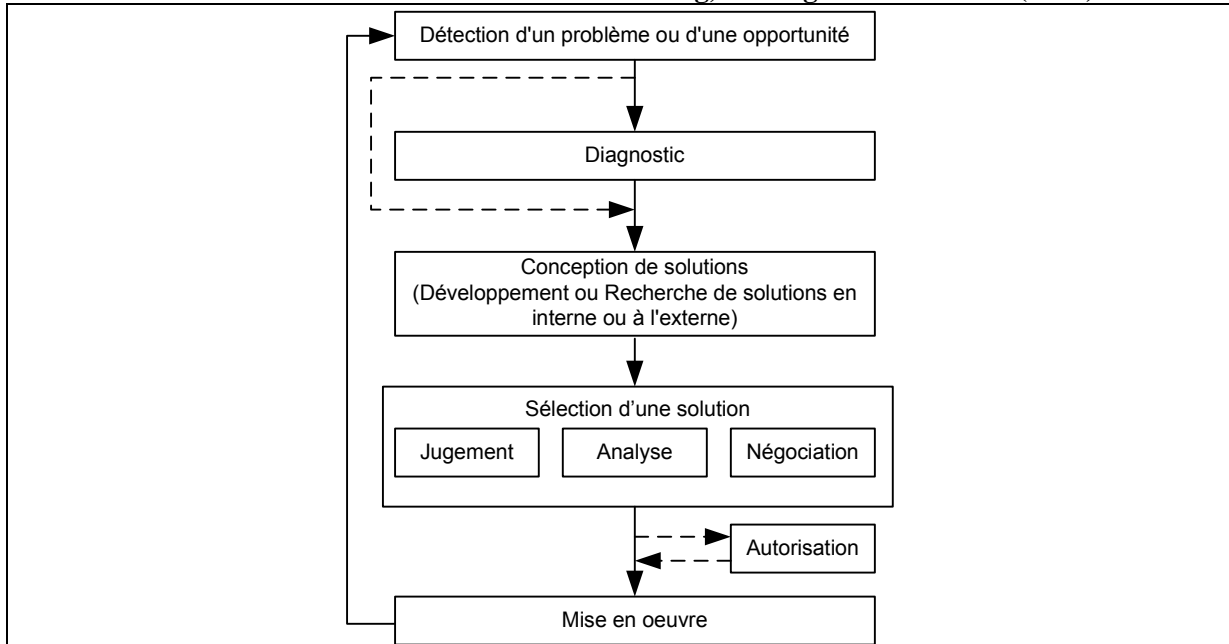 Détection d'un problème ou d'une opportunité
Diagnostic
Conception de solutions
(Développement ou Recherche de solutions en
interne ou à l'externe)
Sélection d’une solution
Jugement
Analyse
Négociation
Autorisation
Mise en oeuvre